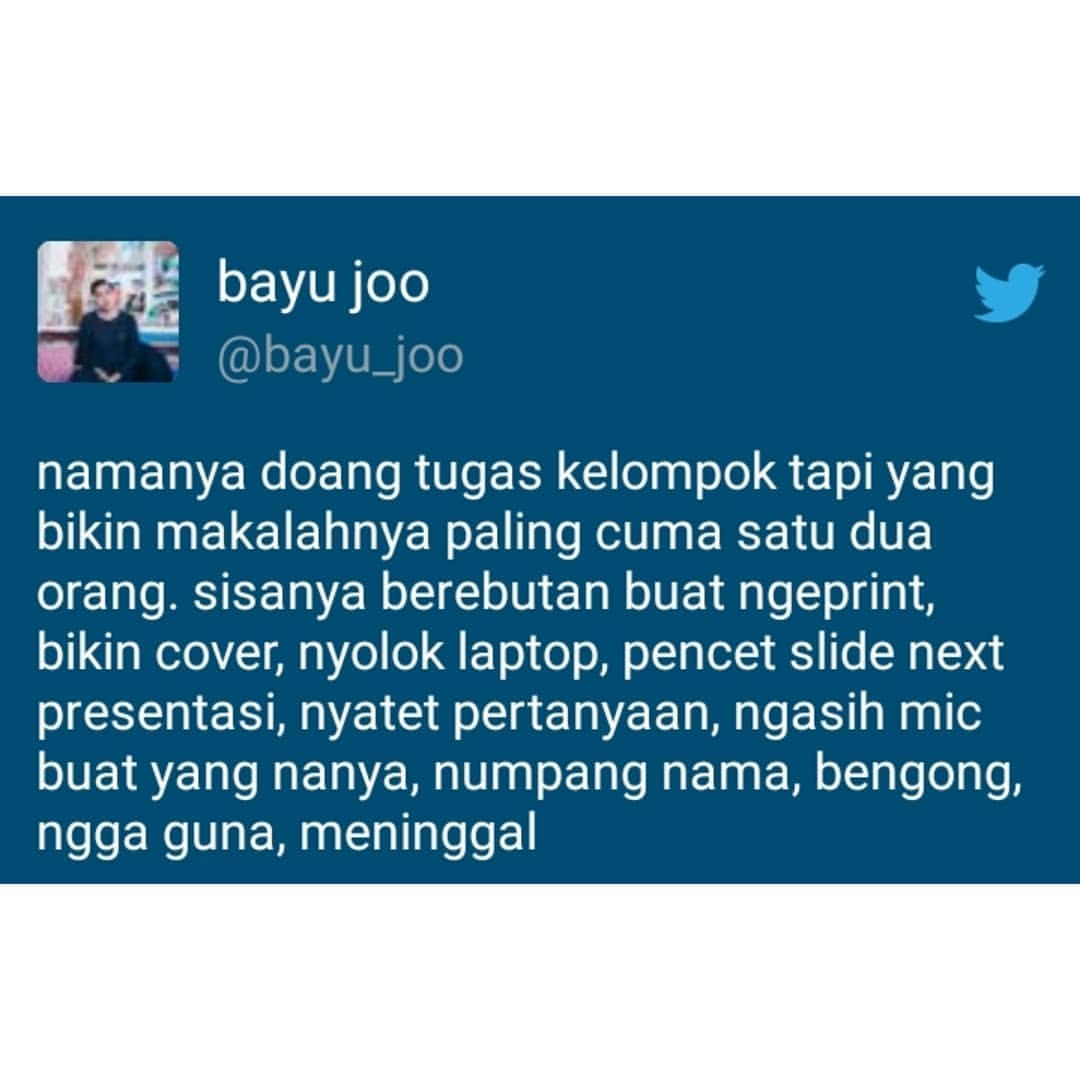 bayu joo
@bayu_joo
namanya doang tugas kelompok tapi yang
bikin makalahnya paling cuma satu dua
orang. sisanya berebutan buat ngeprint,
bikin cover, nyolok laptop, pencet slide next
presentasi, nyatet pertanyaan, ngasih mic
buat yang nanya, numpang nama, bengong,
ngga guna, meninggal